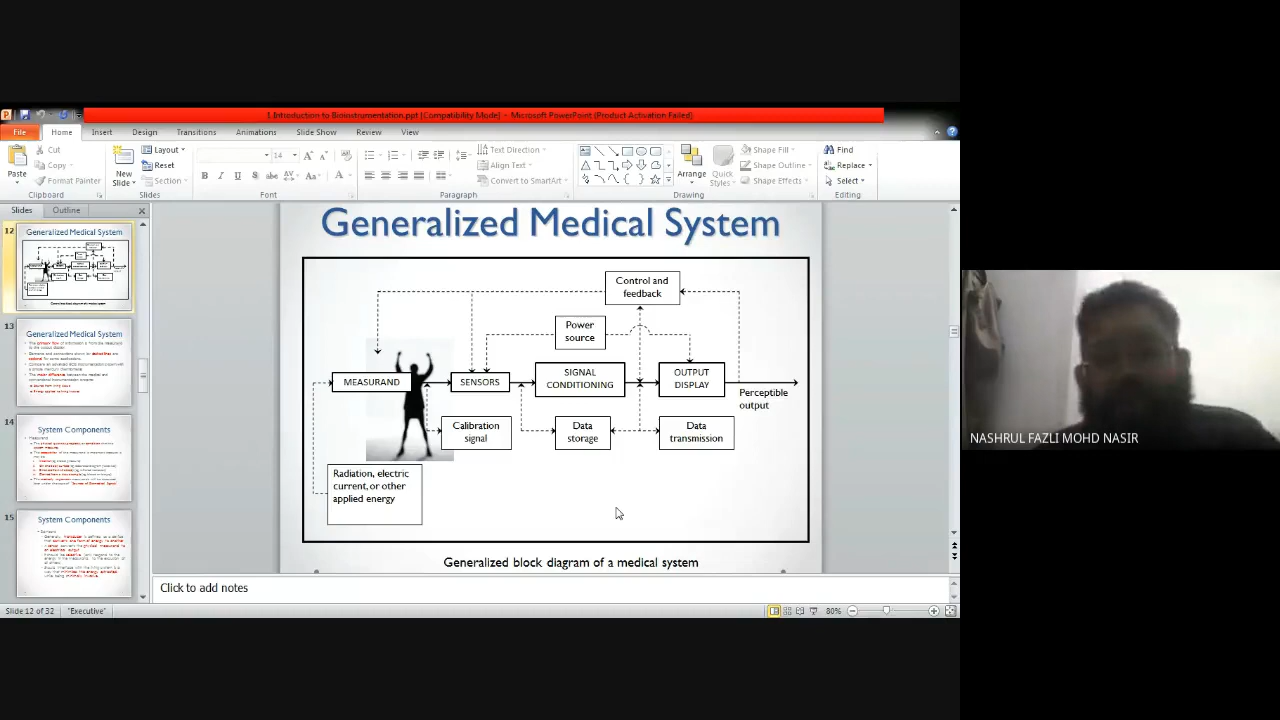 1.Introduction to Bioinstrumentation.ppt [Compatibility Mode] - Microsoft PowerPoint (Product Activation Failed)
File Home Insert Design Transitions Animations Slide Show Review View
Paste
Cut
Copy
Format Painter
Clipboard
New
Slide
Layout
Reset
Section
Slides
14
B I U S abc AV Aa A
Font
Text Direction
Align Text
Convert to SmartArt
Paragraph
Arrange
Quick
Styles
Shape Fill
Shape Outline
Shape Effects
Drawing
Find
Replace
Select
Editing
Slides Outline
12
Generalized Medical System
13
Generalized Medical System
14
System Components
15
System Components
Generalized Medical System
Control and
feedback
Power
source
MEASURAND
SENSORS
SIGNAL
CONDITIONING
OUTPUT
DISPLAY
Perceptible
output
Calibration
signal
Data
storage
Data
transmission
Radiation, electric
current, or other
applied energy
Generalized block diagram of a medical system
Click to add notes
Slide 12 of 32 "Executive" 80%
NASHRUL FAZLI MOHD NASIR